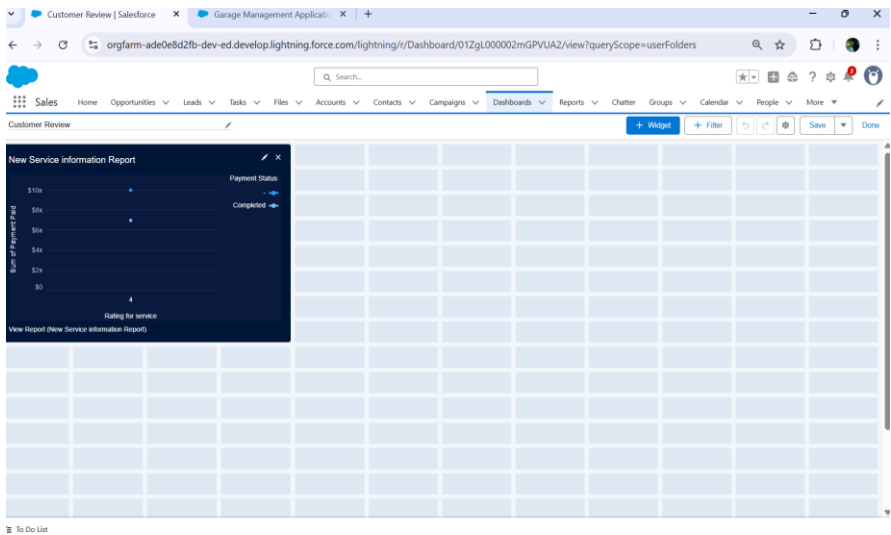 Customer Review | Salesforce
Garage Management Applicatic
orgfarm-ade0e8d2fb-dev-ed.develop.lightning.force.com/lightning/r/Dashboard/01ZgL000002mGPVUA2/view?queryScope=userFolders
Search...
Sales Home Opportunities Leads Tasks Files Accounts Contacts Campaigns Dashboards Reports Chatter Groups Calendar People More
Customer Review + Widget + Filter Save Done
New Service information Report
Payment Status
-
Completed
Sum of Payment Paid
$10K
$8K
$6K
$4K
$2K
$0
4
Rating for service
View Report (New Service information Report)
To Do List